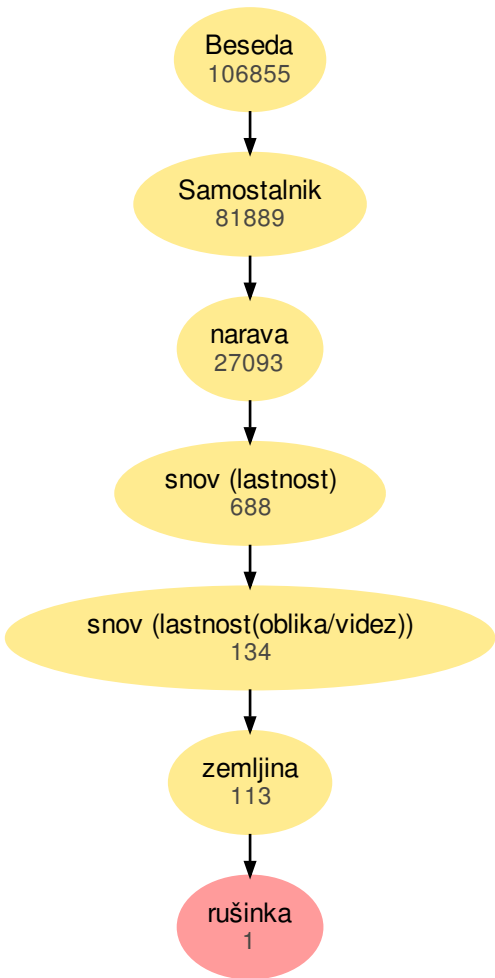 Beseda
106855
Samostalnik
81889
narava
27093
snov (lastnost)
688
snov (lastnost(oblika/videz))
134
zemljina
113
rušinka
1